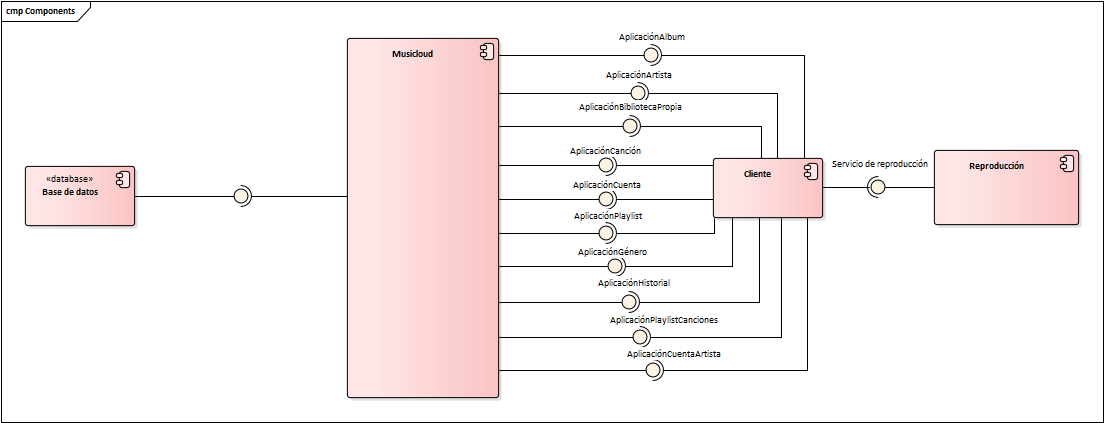 cmp Components
Musicloud
AplicaciónAlbum
AplicaciónArtista
AplicaciónBibliotecaPropia
AplicaciónCanción
AplicaciónCuenta
AplicaciónPlaylist
AplicaciónGénero
AplicaciónHistorial
AplicaciónPlaylistCanciones
AplicaciónCuentaArtista
«database»
Base de datos
Cliente
Servicio de reproducción
Reproducción